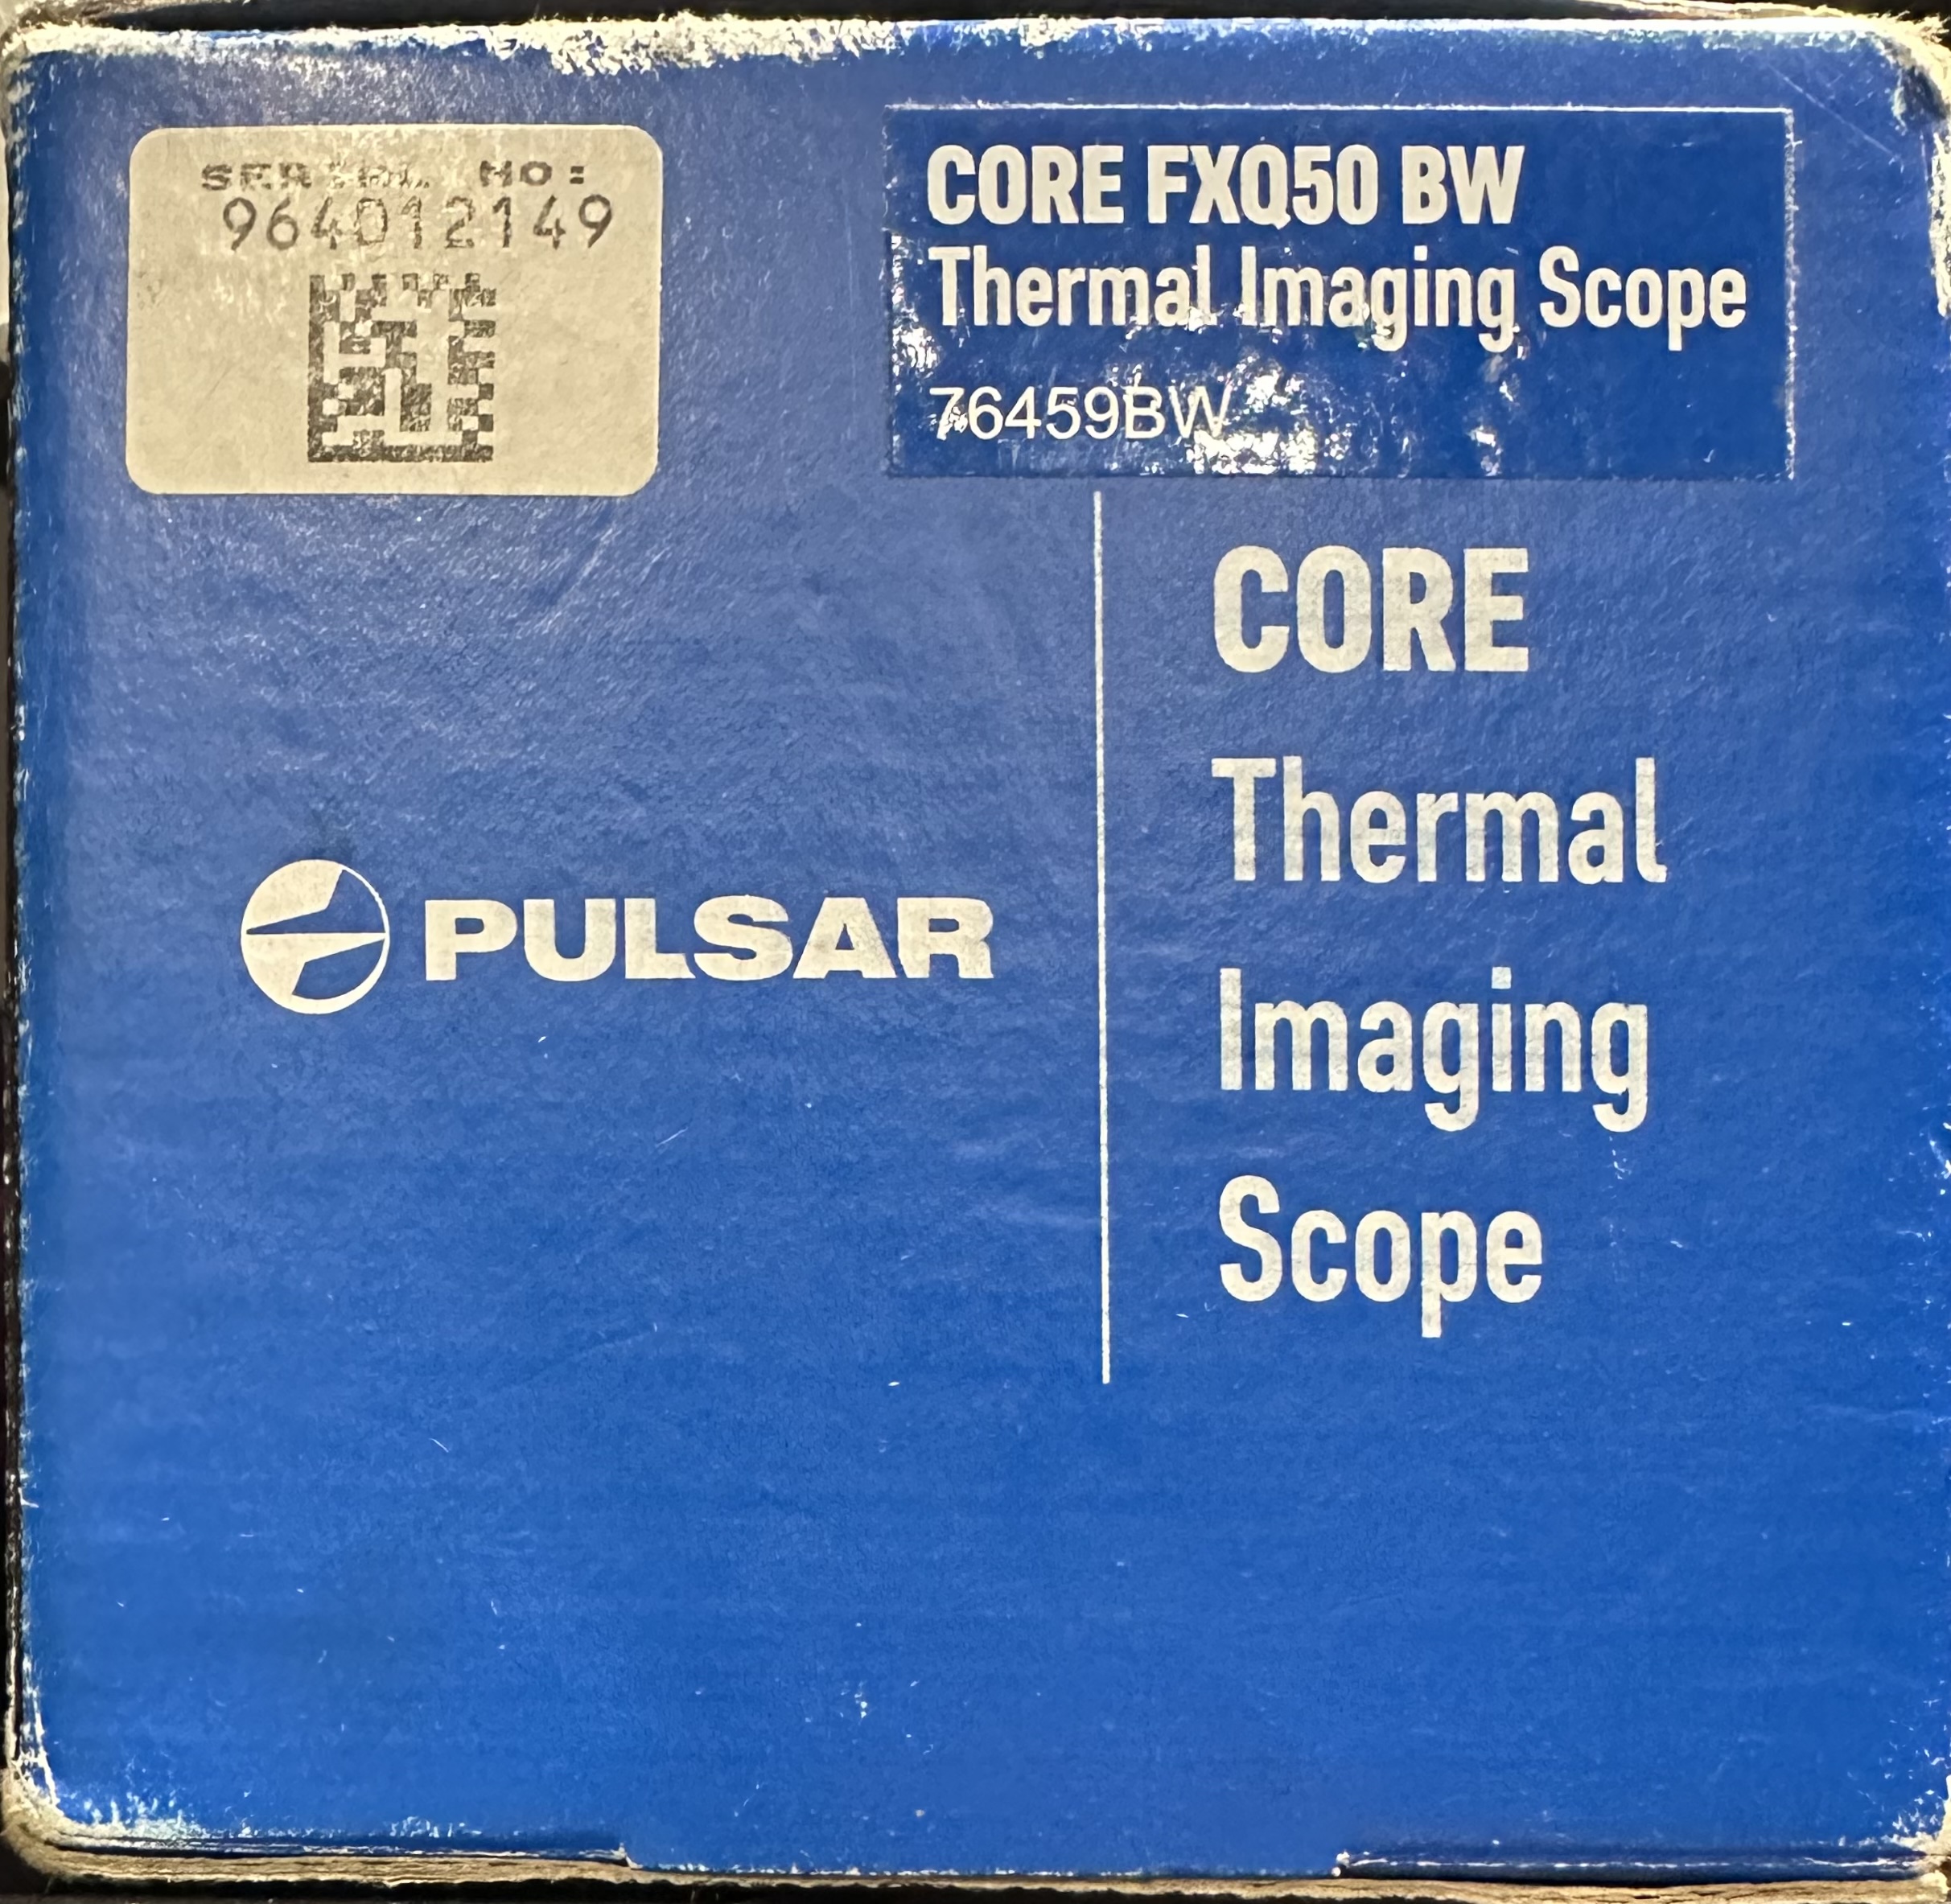 SERIAL NO:
964012149
CORE FXQ50 BW
Thermal Imaging Scope
76459BW
PULSAR
CORE
Thermal
Imaging
Scope